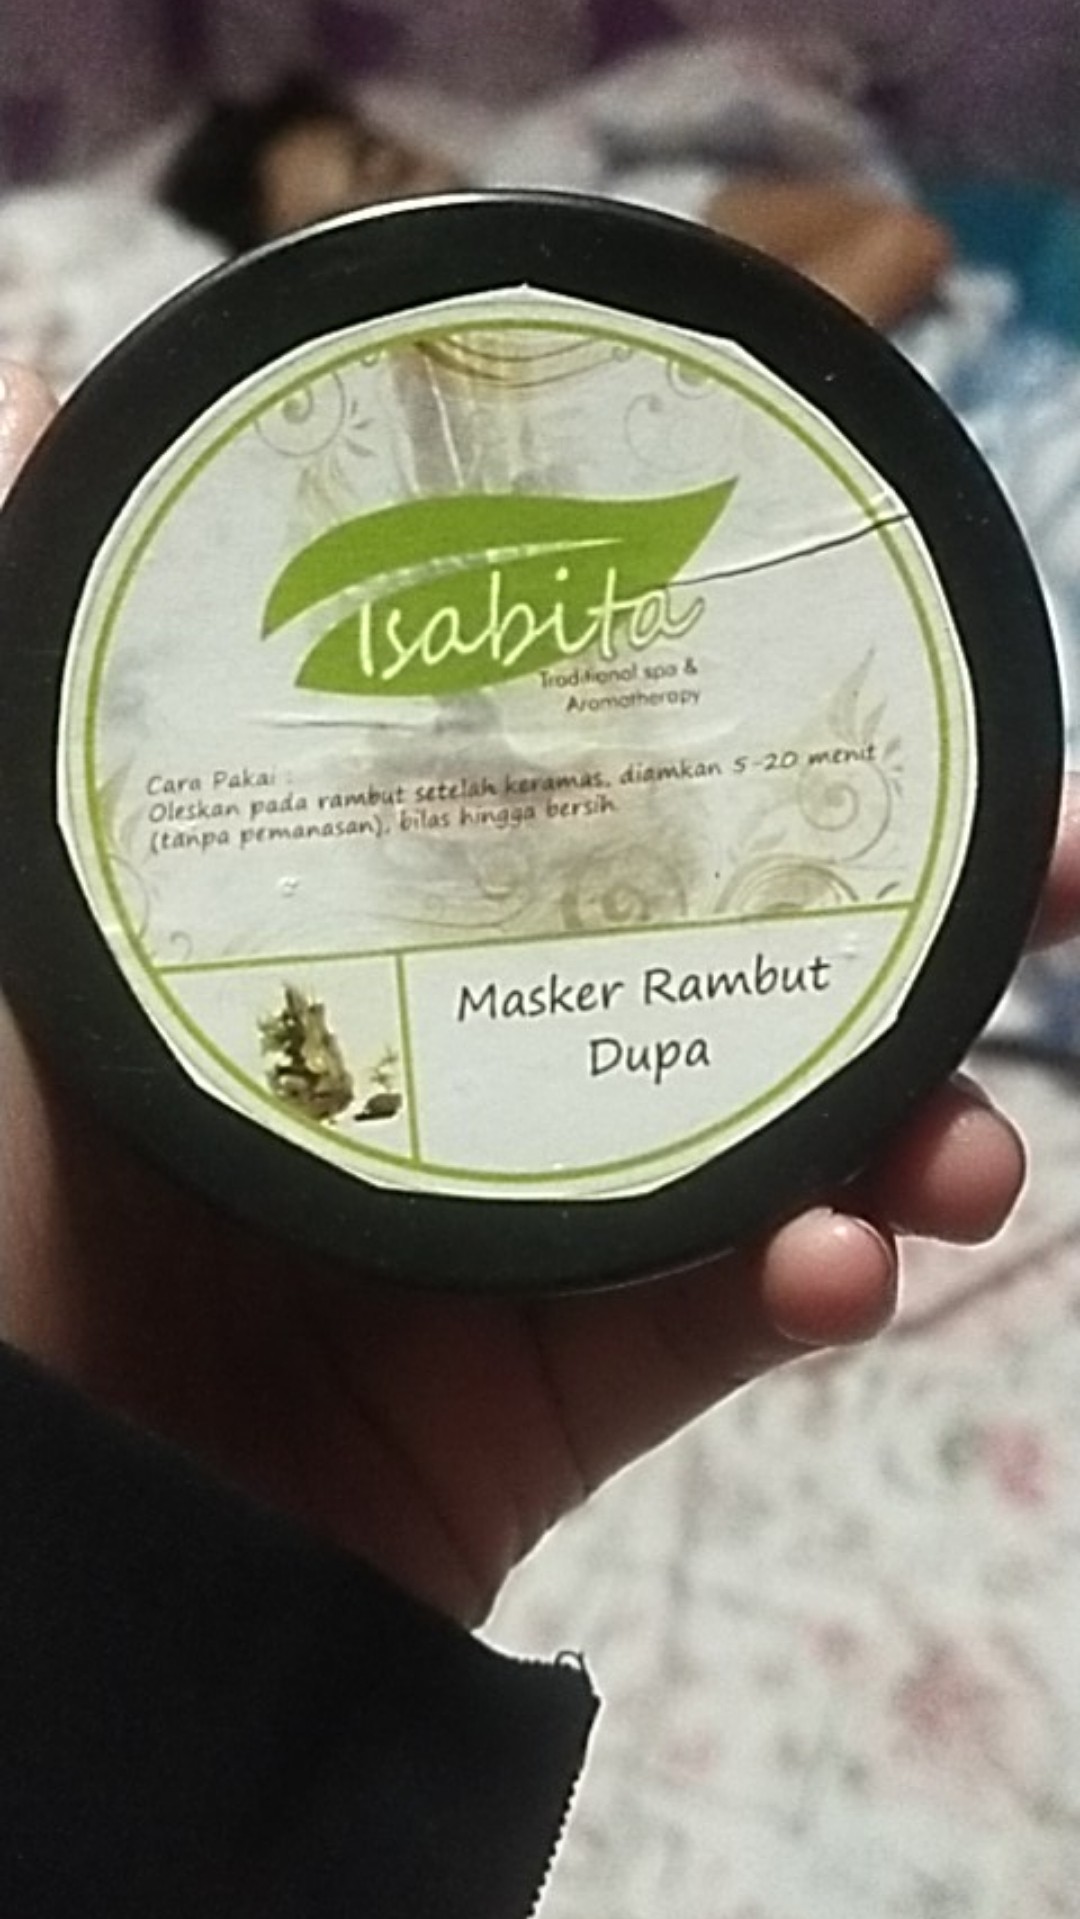 Isabita
Traditional spa &
Aromatherapy
Cara Pakai :
Oleskan pada rambut setelah keramas, diamkan 5-20 menit
(tanpa pemanasan), bilas hingga bersih
Masker Rambut
Dupa